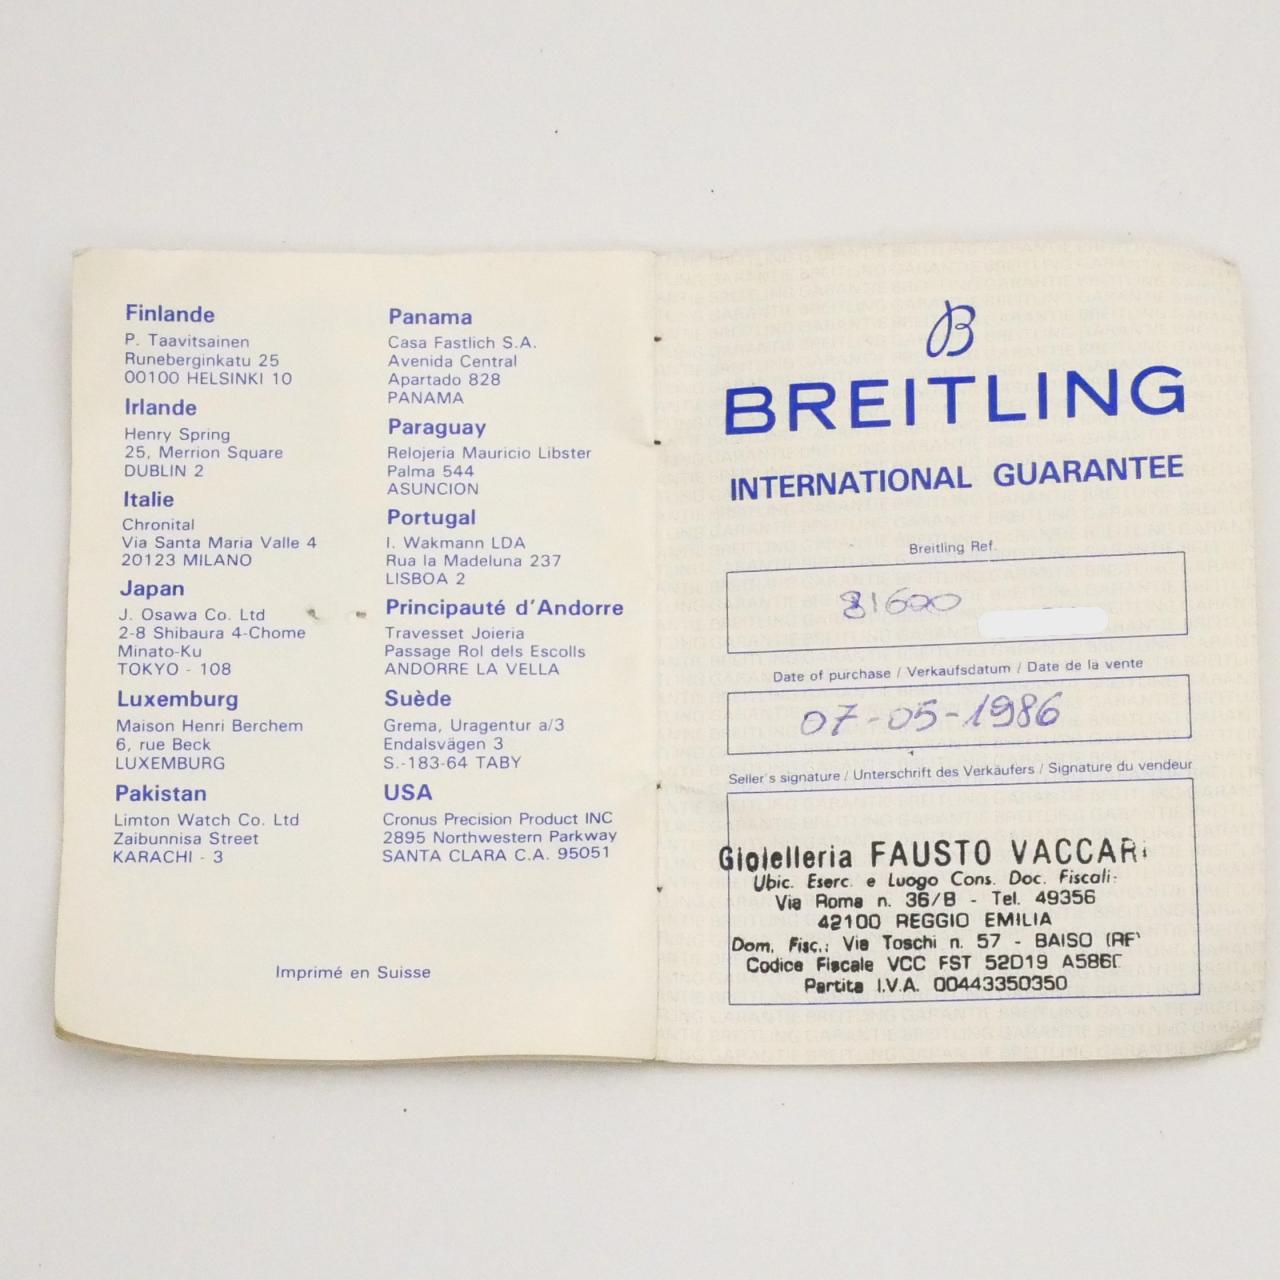 Finlande
P. Taavitsainen
Runeberginkatu 25
00100 HELSINKI 10
Irlande
Henry Spring
25, Merrion Square
DUBLIN 2
Italie
Chronital
Via Santa Maria Valle 4
20123 MILANO
Japan
J. Osawa Co. Ltd
2-8 Shibaura 4-Chome
Minato-Ku
TOKYO - 108
Luxemburg
Maison Henri Berchem
6, rue Beck
LUXEMBURG
Pakistan
Limton Watch Co. Ltd
Zaibunnisa Street
KARACHI - 3
Panama
Casa Fastlich S.A.
Avenida Central
Apartado 828
PANAMA
Paraguay
Relojeria Mauricio Libster
Palma 544
ASUNCION
Portugal
I. Wakmann LDA
Rua la Madeluna 237
LISBOA 2
Principauté d'Andorre
Travesset Joieria
Passage Rol dels Escolls
ANDORRE LA VELLA
Suède
Grema, Uragentur a/3
Endalsvägen 3
S.-183-64 TABY
USA
Cronus Precision Product INC
2895 Northwestern Parkway
SANTA CLARA C.A. 95051
Imprimé en Suisse
B
BREITLING
INTERNATIONAL GUARANTEE
Breitling Ref.
81600
Date of purchase / Verkaufsdatum / Date de la vente
07-05-1986
Seller's signature / Unterschrift des Verkäufers / Signature du vendeur
Gioielleria FAUSTO VACCARI
Ubic. Eserc. e Luogo Cons. Doc. Fiscali:
Via Roma n. 36/B - Tel. 49356
42100 REGGIO EMILIA
Dom. Fisc.: Via Toschi n. 57 - BAISO
Codice Fiscale VCC FST 52D19
Partita I.V.A. 00443350350